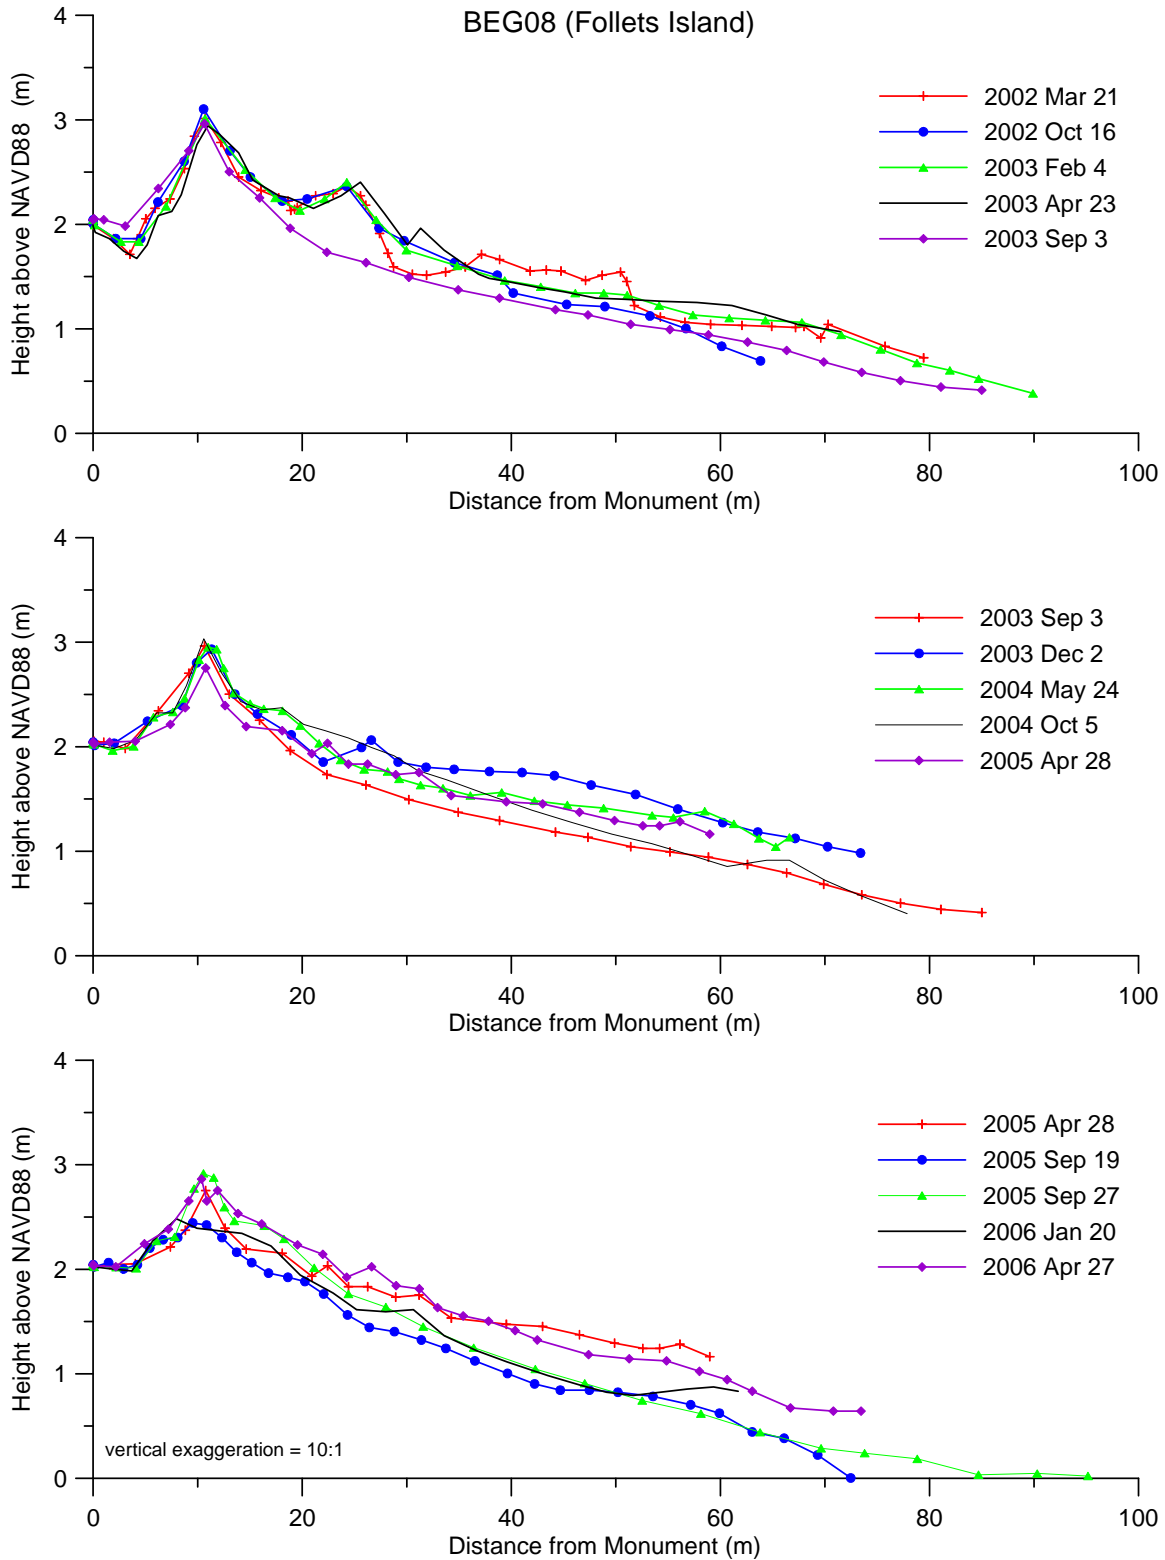 BEG08 (Follets Island)
4
3
2
1
0
Height above NAVD88 (m)
2002 Mar 21
2002 Oct 16
2003 Feb 4
2003 Apr 23
2003 Sep 3
0 20 40 60 80 100
Distance from Monument (m)
4
3
2
1
0
Height above NAVD88 (m)
2003 Sep 3
2003 Dec 2
2004 May 24
2004 Oct 5
2005 Apr 28
0 20 40 60 80 100
Distance from Monument (m)
4
3
2
1
0
Height above NAVD88 (m)
2005 Apr 28
2005 Sep 19
2005 Sep 27
2006 Jan 20
2006 Apr 27
vertical exaggeration = 10:1
0 20 40 60 80 100
Distance from Monument (m)